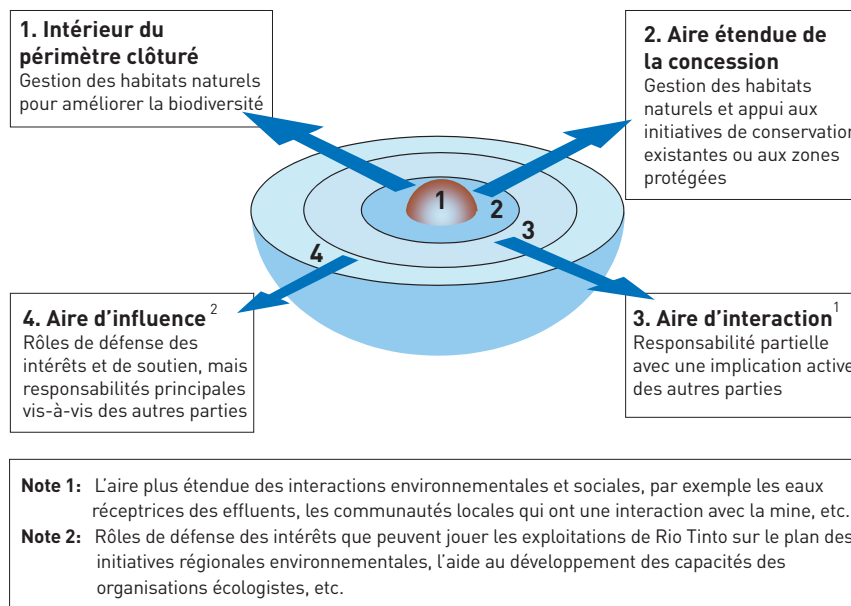 1. Intérieur du
périmètre clôturé
Gestion des habitats naturels
pour améliorer la biodiversité
2. Aire étendue de
la concession
Gestion des habitats
naturels et appui aux
initiatives de conservation
existantes ou aux zones
protégées
1
2
3
4
4. Aire d’influence 2
Rôles de défense des
intérêts et de soutien, mais
responsabilités principales
vis-à-vis des autres parties
3. Aire d’interaction 1
Responsabilité partielle
avec une implication active
des autres parties
Note 1: L’aire plus étendue des interactions environnementales et sociales, par exemple les eaux
réceptrices des effluents, les communautés locales qui ont une interaction avec la mine, etc.
Note 2: Rôles de défense des intérêts que peuvent jouer les exploitations de Rio Tinto sur le plan des
initiatives régionales environnementales, l’aide au développement des capacités des
organisations écologistes, etc.